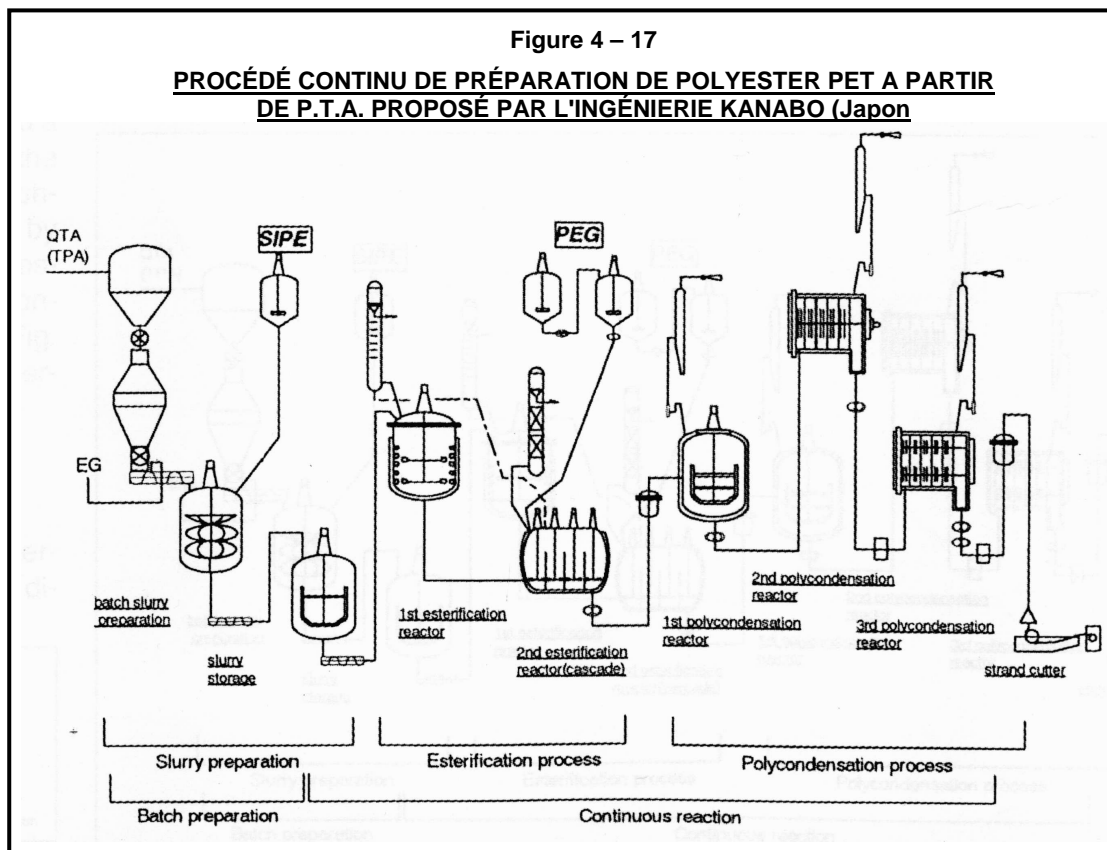 Figure 4 – 17
PROCÉDÉ CONTINU DE PRÉPARATION DE POLYESTER PET A PARTIR
DE P.T.A. PROPOSÉ PAR L'INGÉNIERIE KANABO (Japon
QTA
(TPA)
SIPE
PEG
EG
batch slurry
preparation
slurry
storage
1st esterification
reactor
2nd esterification
reactor(cascade)
1st polycondensation
reactor
2nd polycondensation
reactor
3rd polycondensation
reactor
strand cutter
Slurry preparation
Esterification process
Polycondensation process
Batch preparation
Continuous reaction